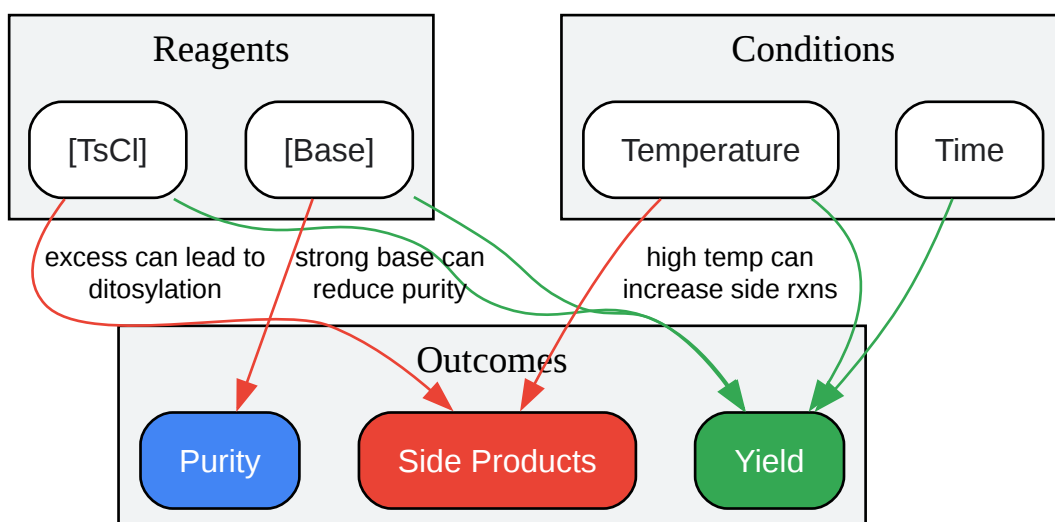 Reagents
Conditions
[TsCl]
[Base]
Temperature
Time
excess can lead to
ditosylation
strong base can
reduce purity
high temp can
increase side rxns
Outcomes
Purity
Side Products
Yield